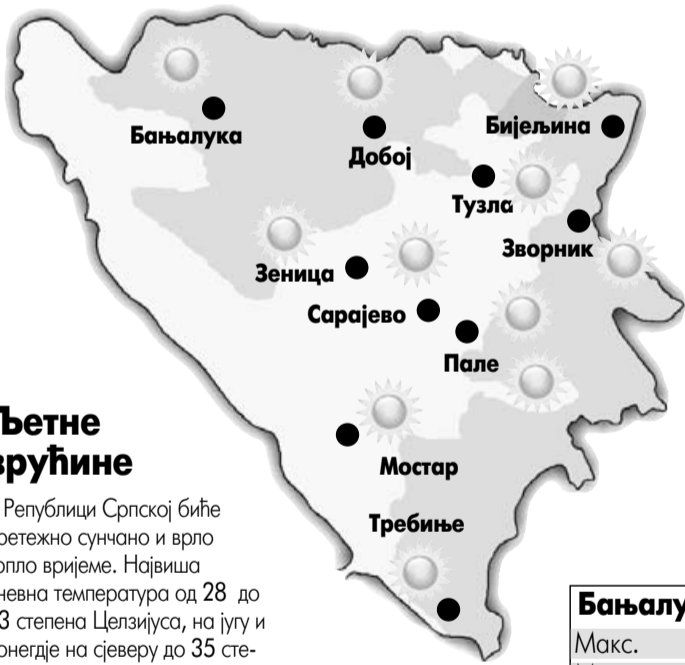 Бањалука
Добој
Бијељина
Тузла
Зворник
Зеница
Сарајево
Пале
Мостар
Требиње
Љетне
врућине
Републици Српској биће
ретежно сунчано и врло
опло вријеме. Највиша
невна температура од 28 до
3 степена Целзијуса, на југу и
онегдје на сјеверу до 35 сте-
Бањалу
Макс.